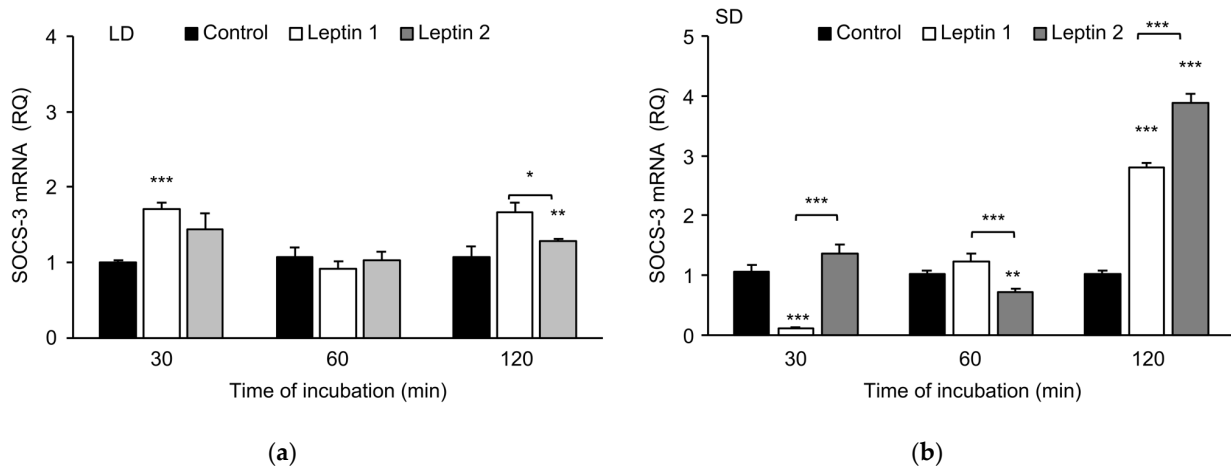 LD
Control Leptin 1 Leptin 2
SOCS-3 mRNA (RQ)
4
3
2
1
0
***
*
**
30 60 120
Time of incubation (min)
(a)
SD
Control Leptin 1 Leptin 2
SOCS-3 mRNA (RQ)
5
4
3
2
1
0
***
***
***
***
***
**
***
30 60 120
Time of incubation (min)
(b)